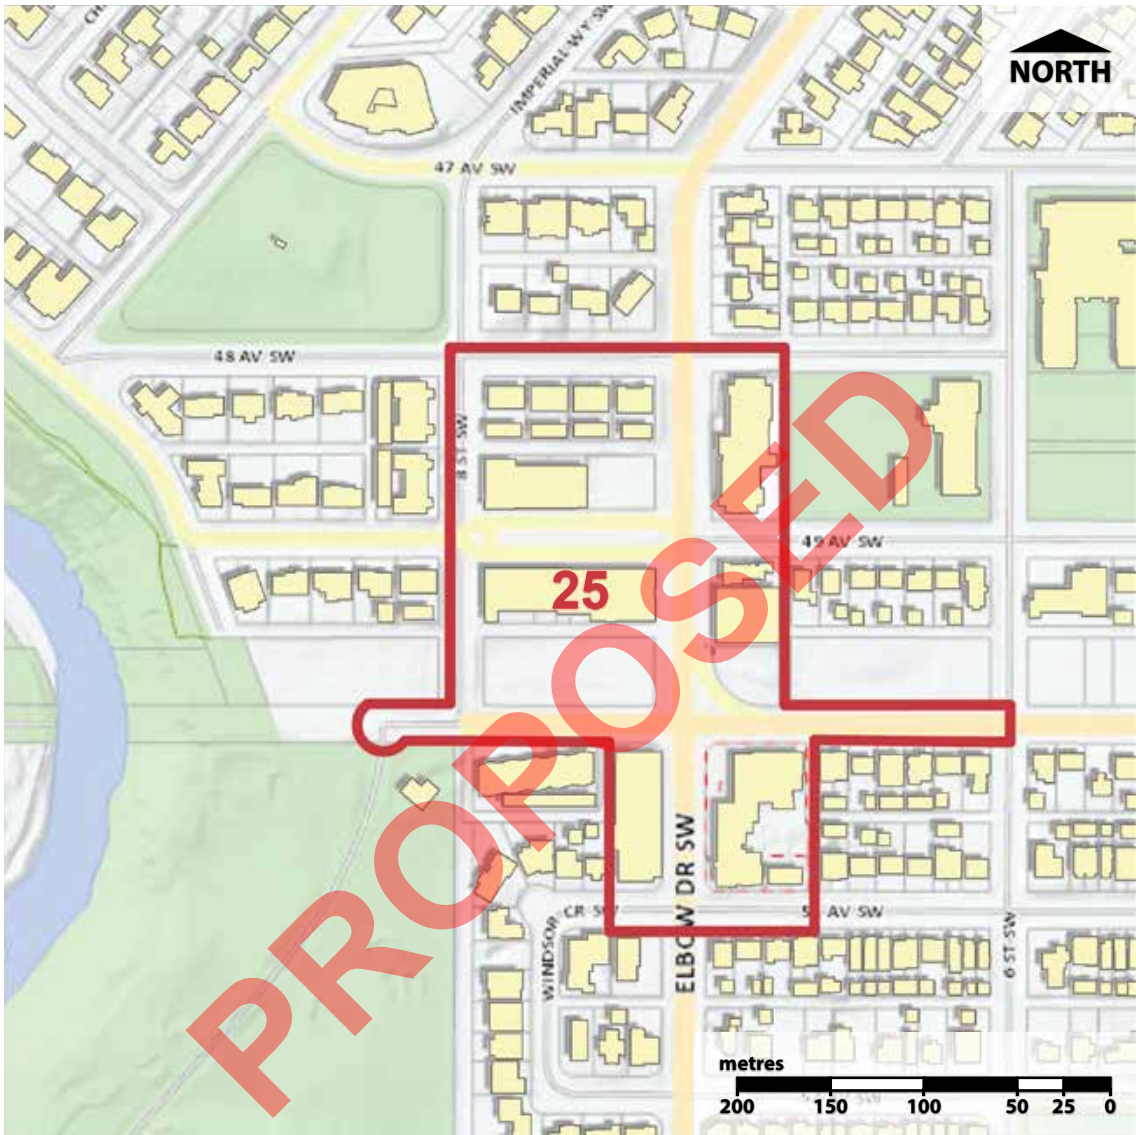 IMPERIAL WY SW
NORTH
47 AV SW
48 AV SW
8 ST SW
49 AV SW
25
PROPOSED
ELBOW DR SW
CR SW
AV SW
WINDSOR
6 ST SW
metres
200 150 100 50 25 0